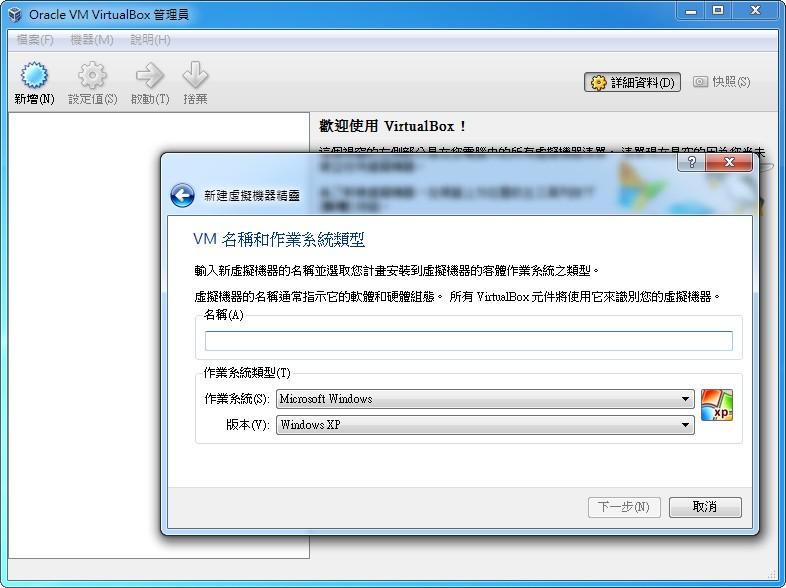 Oracle VM VirtualBox 管理員
檔案(F) 機器(M) 說明(H)
新增(N) 設定值(S) 啟動(T) 捨棄
詳細資料(D) 快照(S)
歡迎使用 VirtualBox！
新建虛擬機器精靈
VM 名稱和作業系統類型
輸入新虛擬機器的名稱並選取您計畫安裝到虛擬機器的客體作業系統之類型。
虛擬機器的名稱通常指示它的軟體和硬體組態。 所有 VirtualBox 元件將使用它來識別您的虛擬機器。
名稱(A)
作業系統類型(T)
作業系統(S): Microsoft Windows
xp
版本(V): Windows XP
下一步(N) 取消